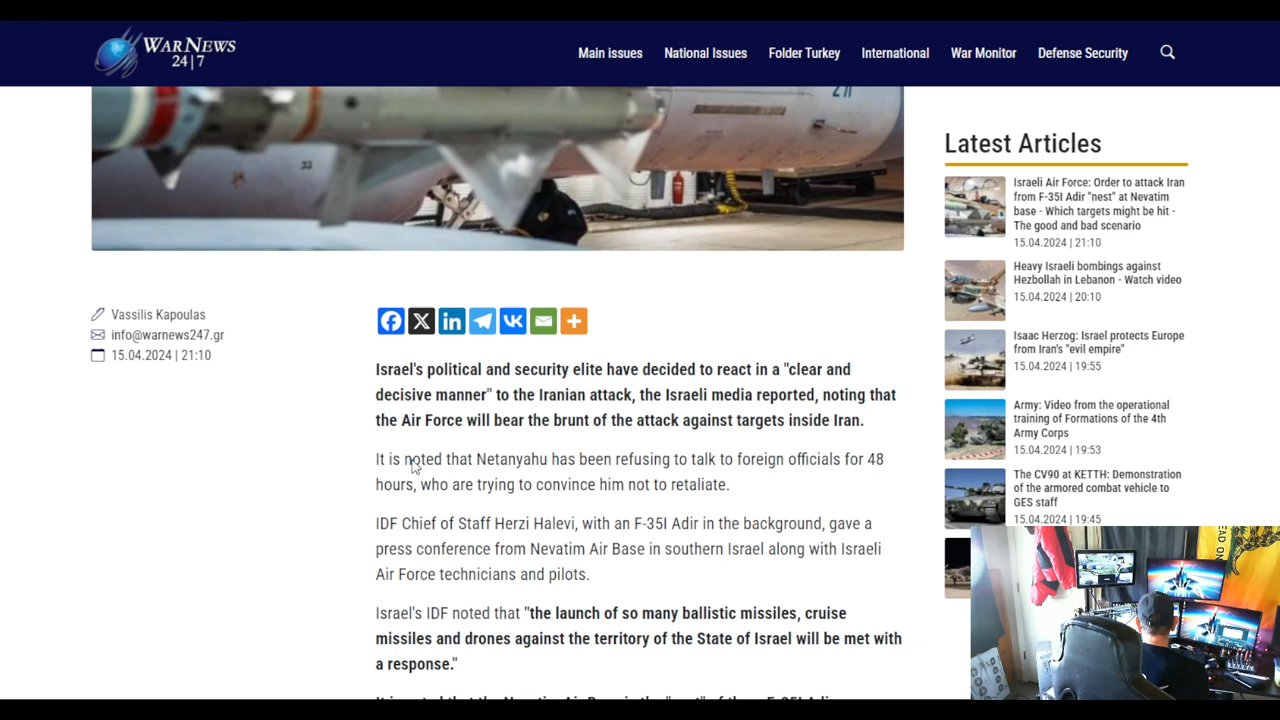 WarNews
24|7
Main issues
National Issues
Folder Turkey
International
War Monitor
Defense Security
33
Vassilis Kapoulas
info@warnews247.gr
15.04.2024 | 21:10
Israel's political and security elite have decided to react in a "clear and
decisive manner" to the Iranian attack, the Israeli media reported, noting that
the Air Force will bear the brunt of the attack against targets inside Iran.
It is noted that Netanyahu has been refusing to talk to foreign officials for 48
hours, who are trying to convince him not to retaliate.
IDF Chief of Staff Herzi Halevi, with an F-35I Adir in the background, gave a
press conference from Nevatim Air Base in southern Israel along with Israeli
Air Force technicians and pilots.
Israel's IDF noted that "the launch of so many ballistic missiles, cruise
missiles and drones against the territory of the State of Israel will be met with
a response."
Latest Articles
Israeli Air Force: Order to attack Iran
from F-35I Adir "nest" at Nevatim
base - Which targets might be hit -
The good and bad scenario
15.04.2024 | 21:10
Heavy Israeli bombings against
Hezbollah in Lebanon - Watch video
15.04.2024 | 20:10
Isaac Herzog: Israel protects Europe
from Iran's "evil empire"
15.04.2024 | 19:55
Army: Video from the operational
training of Formations of the 4th
Army Corps
15.04.2024 | 19:53
The CV90 at KETTH: Demonstration
of the armored combat vehicle to
GES staff
15.04.2024 | 19:45